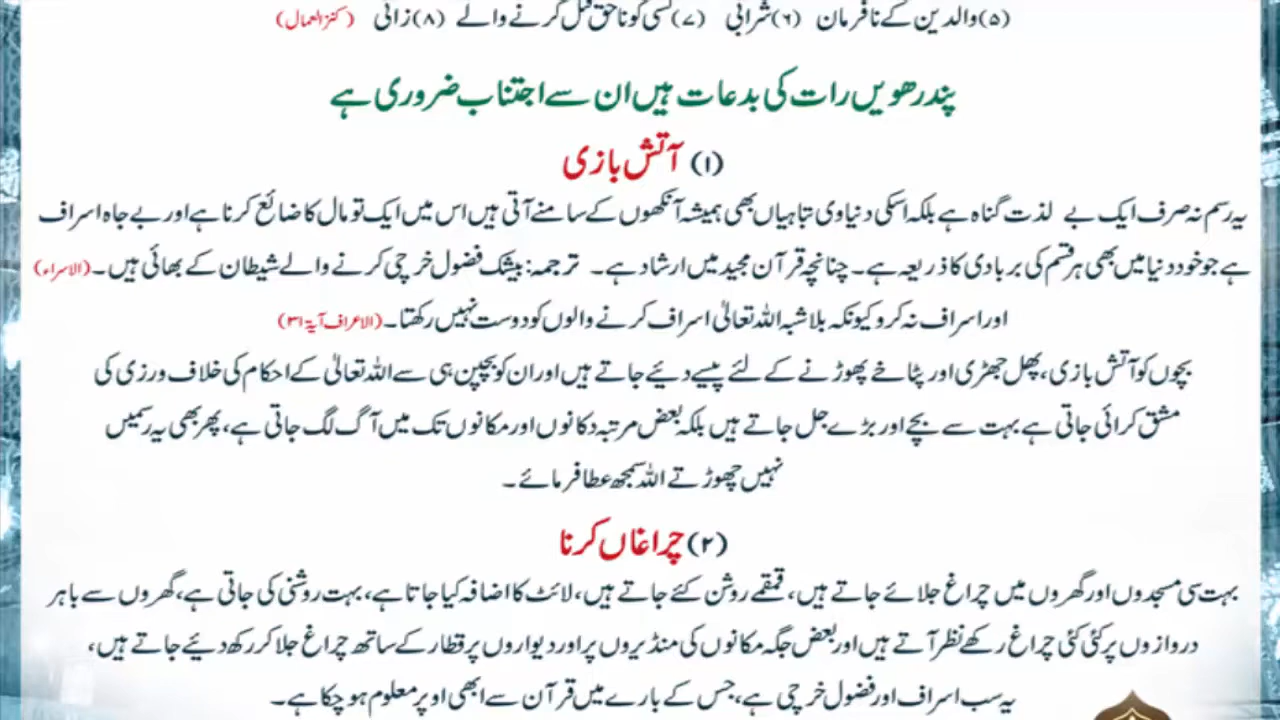 (۵) والدین کے نافرمان (۶) شرابی (۷) کسی کو ناحق قتل کرنے والے (۸) زانی (کنز العمال)
پندرھویں رات کی بدعات ہیں ان سے اجتناب ضروری ہے
(۱) آتش بازی
یہ رسم نہ صرف ایک بے لذت گناہ ہے بلکہ اسکی دنیاوی تباہیاں بھی ہمیشہ آنکھوں کے سامنے آتی ہیں اس میں ایک تو مال کا ضائع کرنا ہے اور بے جاہ اسراف
ہے جو خود دنیا میں بھی ہر قسم کی بربادی کا ذریعہ ہے۔ چنانچہ قرآن مجید میں ارشاد ہے۔ ترجمہ: بیشک فضول خرچی کرنے والے شیطان کے بھائی ہیں۔ (الاسراء)
اور اسراف نہ کرو کیونکہ بلاشبہ اللہ تعالیٰ اسراف کرنے والوں کو دوست نہیں رکھتا۔ (الاعراف آیۃ ۳۱)
بچوں کو آتش بازی، پھل جھڑی اور پٹاخے پھوڑنے کے لئے پیسے دیئے جاتے ہیں اور ان کو بچپن ہی سے اللہ تعالیٰ کے احکام کی خلاف ورزی کی
مشق کرائی جاتی ہے بہت سے بچے اور بڑے جل جاتے ہیں بلکہ بعض مرتبہ دکانوں اور مکانوں تک میں آگ لگ جاتی ہے، پھر بھی یہ رسمیں
نہیں چھوڑتے اللہ سمجھ عطا فرمائے۔
(۲) چراغاں کرنا
بہت سی مسجدوں اور گھروں میں چراغ جلائے جاتے ہیں، قمقمے روشن کئے جاتے ہیں، لائٹ کا اضافہ کیا جاتا ہے، بہت روشنی کی جاتی ہے، گھروں سے باہر
دروازوں پر کئی کئی چراغ رکھے نظر آتے ہیں اور بعض جگہ مکانوں کی منڈیروں پر اور دیواروں پر قطار کے ساتھ چراغ جلا کر رکھ دیئے جاتے ہیں،
یہ سب اسراف اور فضول خرچی ہے، جس کے بارے میں قرآن سے ابھی اوپر معلوم ہو چکا ہے۔